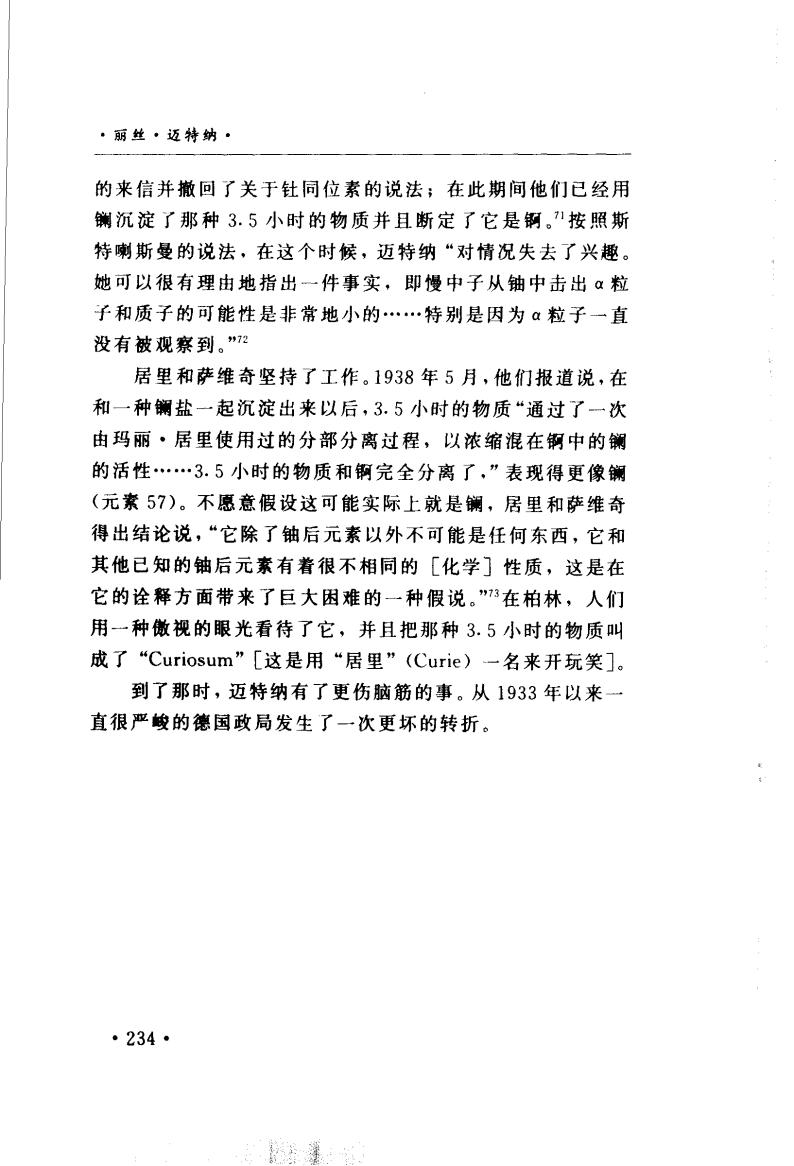 ·丽丝·迈特纳·
的来信并撤回了关于钍同位素的说法；在此期间他们已经用
镧沉淀了那种 3.5 小时的物质并且断定了它是锕。71按照斯
特喇斯曼的说法，在这个时候，迈特纳“对情况失去了兴趣。
她可以很有理由地指出一件事实，即慢中子从铀中击出 α 粒
子和质子的可能性是非常地小的……特别是因为 α 粒子一直
没有被观察到。”72
居里和萨维奇坚持了工作。1938 年 5 月，他们报道说，在
和一种镧盐一起沉淀出来以后，3.5 小时的物质“通过了一次
由玛丽·居里使用过的分部分离过程，以浓缩混在锕中的镧
的活性……3.5 小时的物质和锕完全分离了，”表现得更像镧
(元素 57)。不愿意假设这可能实际上就是镧，居里和萨维奇
得出结论说，“它除了铀后元素以外不可能是任何东西，它和
其他已知的铀后元素有着很不相同的［化学］性质，这是在
它的诠释方面带来了巨大困难的一种假说。”73在柏林，人们
用一种傲视的眼光看待了它，并且把那种 3.5 小时的物质叫
成了“Curiosum”［这是用“居里”(Curie) 一名来开玩笑］。
到了那时，迈特纳有了更伤脑筋的事。从 1933 年以来一
直很严峻的德国政局发生了一次更坏的转折。
·234·